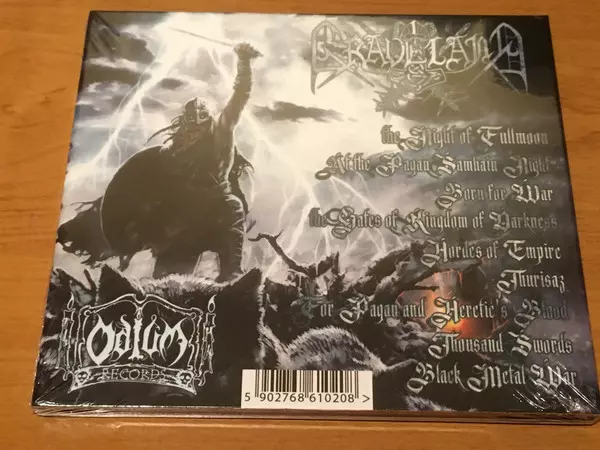 GRAVELAND
The Night of Fullmoon
At the Pagan Samhain Night
Born for War
The Gates of Kingdom of Darkness
Hordes of Empire
Thurisaz
For Pagan and Heretic's Blood
Thousand Swords
Black Metal War
Odium
RECORDS
5 902768 610208 >